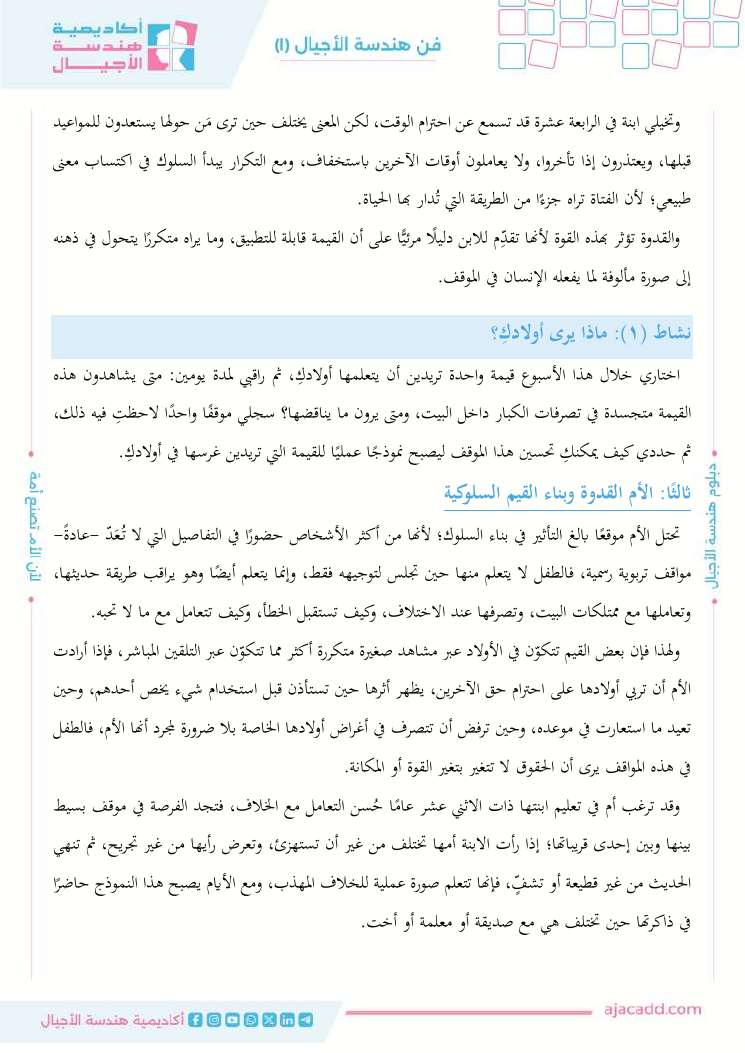 أكاديمية
هندسة
الأجيال
فن هندسة الأجيال (١)
وتخيلي ابنة في الرابعة عشرة قد تسمع عن احترام الوقت، لكن المعنى يختلف حين ترى مَن حولها يستعدون للمواعيد
قبلها، ويعتذرون إذا تأخروا، ولا يعاملون أوقات الآخرين باستخفاف، ومع التكرار يبدأ السلوك في اكتساب معنى
طبيعي؛ لأن الفتاة تراه جزءًا من الطريقة التي تُدار بها الحياة.
والقدوة تؤثر بهذه القوة لأنها تقدِّم للابن دليلًا مرئيًّا على أن القيمة قابلة للتطبيق، وما يراه متكررًا يتحول في ذهنه
إلى صورة مألوفة لما يفعله الإنسان في الموقف.
نشاط (١): ماذا يرى أولادكِ؟
اختاري خلال هذا الأسبوع قيمة واحدة تريدين أن يتعلمها أولادكِ، ثم راقبي لمدة يومين: متى يشاهدون هذه
القيمة متجسدة في تصرفات الكبار داخل البيت، ومتى يرون ما يناقضها؟ سجلي موقفًا واحدًا لاحظتِ فيه ذلك،
ثم حددي كيف يمكنكِ تحسين هذا الموقف ليصبح نموذجًا عمليًا للقيمة التي تريدين غرسها في أولادكِ.
ثالثًا: الأم القدوة وبناء القيم السلوكية
تحتل الأم موقعًا بالغ التأثير في بناء السلوك؛ لأنها من أكثر الأشخاص حضورًا في التفاصيل التي لا تُعَدّ –عادةً–
مواقف تربوية رسمية، فالطفل لا يتعلم منها حين تجلس لتوجيهه فقط، وإنما يتعلم أيضًا وهو يراقب طريقة حديثها،
وتعاملها مع ممتلكات البيت، وتصرفها عند الاختلاف، وكيف تستقبل الخطأ، وكيف تتعامل مع ما لا تحبه.
ولهذا فإن بعض القيم تتكوّن في الأولاد عبر مشاهد صغيرة متكررة أكثر مما تتكوّن عبر التلقين المباشر، فإذا أرادت
الأم أن تربي أولادها على احترام حق الآخرين، يظهر أثرها حين تستأذن قبل استخدام شيء يخص أحدهم، وحين
تعيد ما استعارت في موعده، وحين ترفض أن تتصرف في أغراض أولادها الخاصة بلا ضرورة لمجرد أنها الأم، فالطفل
في هذه المواقف يرى أن الحقوق لا تتغير بتغير القوة أو المكانة.
وقد ترغب أم في تعليم ابنتها ذات الاثني عشر عامًا حُسن التعامل مع الخلاف، فتجد الفرصة في موقف بسيط
بينها وبين إحدى قريباتها؛ إذا رأت الابنة أمها تختلف من غير أن تستهزئ، وتعرض رأيها من غير تجريح، ثم تنهي
الحديث من غير قطيعة أو تشفٍّ، فإنها تتعلم صورة عملية للخلاف المهذب، ومع الأيام يصبح هذا النموذج حاضرًا
في ذاكرتها حين تختلف هي مع صديقة أو معلمة أو أخت.
دبلوم هندسة الأجيال
لأن الأم تصنع أمة
أكاديمية هندسة الأجيال
ajacadd.com